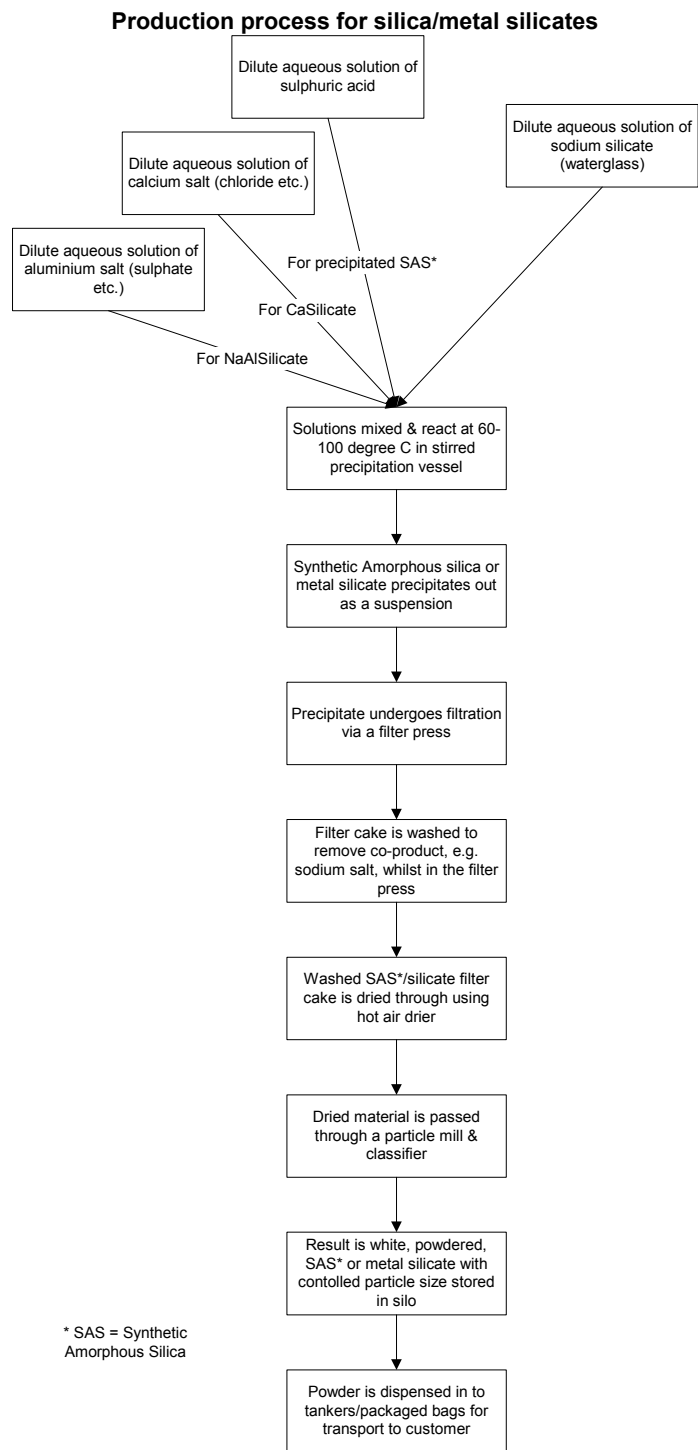 Production process for silica/metal silicates
Dilute aqueous solution of
sulphuric acid
Dilute aqueous solution of
sodium silicate
(waterglass)
Dilute aqueous solution of
calcium salt (chloride etc.)
Dilute aqueous solution of
aluminium salt (sulphate
etc.)
For precipitated SAS*
For CaSilicate
For NaAlSilicate
Solutions mixed & react at 60-
100 degree C in stirred
precipitation vessel
Synthetic Amorphous silica or
metal silicate precipitates out
as a suspension
Precipitate undergoes filtration
via a filter press
Filter cake is washed to
remove co-product, e.g.
sodium salt, whilst in the filter
press
Washed SAS*/silicate filter
cake is dried through using
hot air drier
Dried material is passed
through a particle mill &
classifier
Result is white, powdered,
SAS* or metal silicate with
contolled particle size stored
in silo
* SAS = Synthetic
Amorphous Silica
Powder is dispensed in to
tankers/packaged bags for
transport to customer